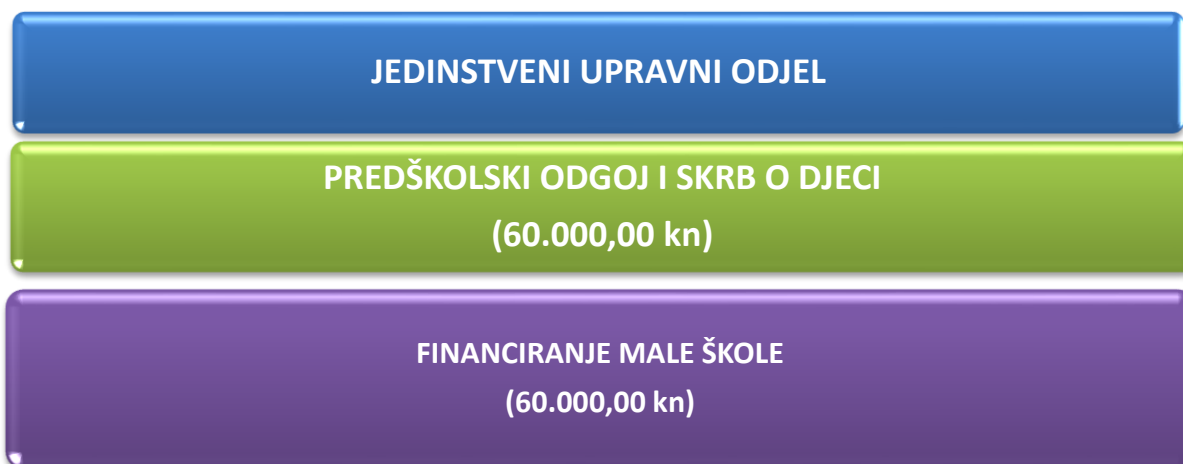 JEDINSTVENI UPRAVNI ODJEL
PREDŠKOLSKI ODGOJ I SKRB O DJECI
(60.000,00 kn)
FINANCIRANJE MALE ŠKOLE
(60.000,00 kn)